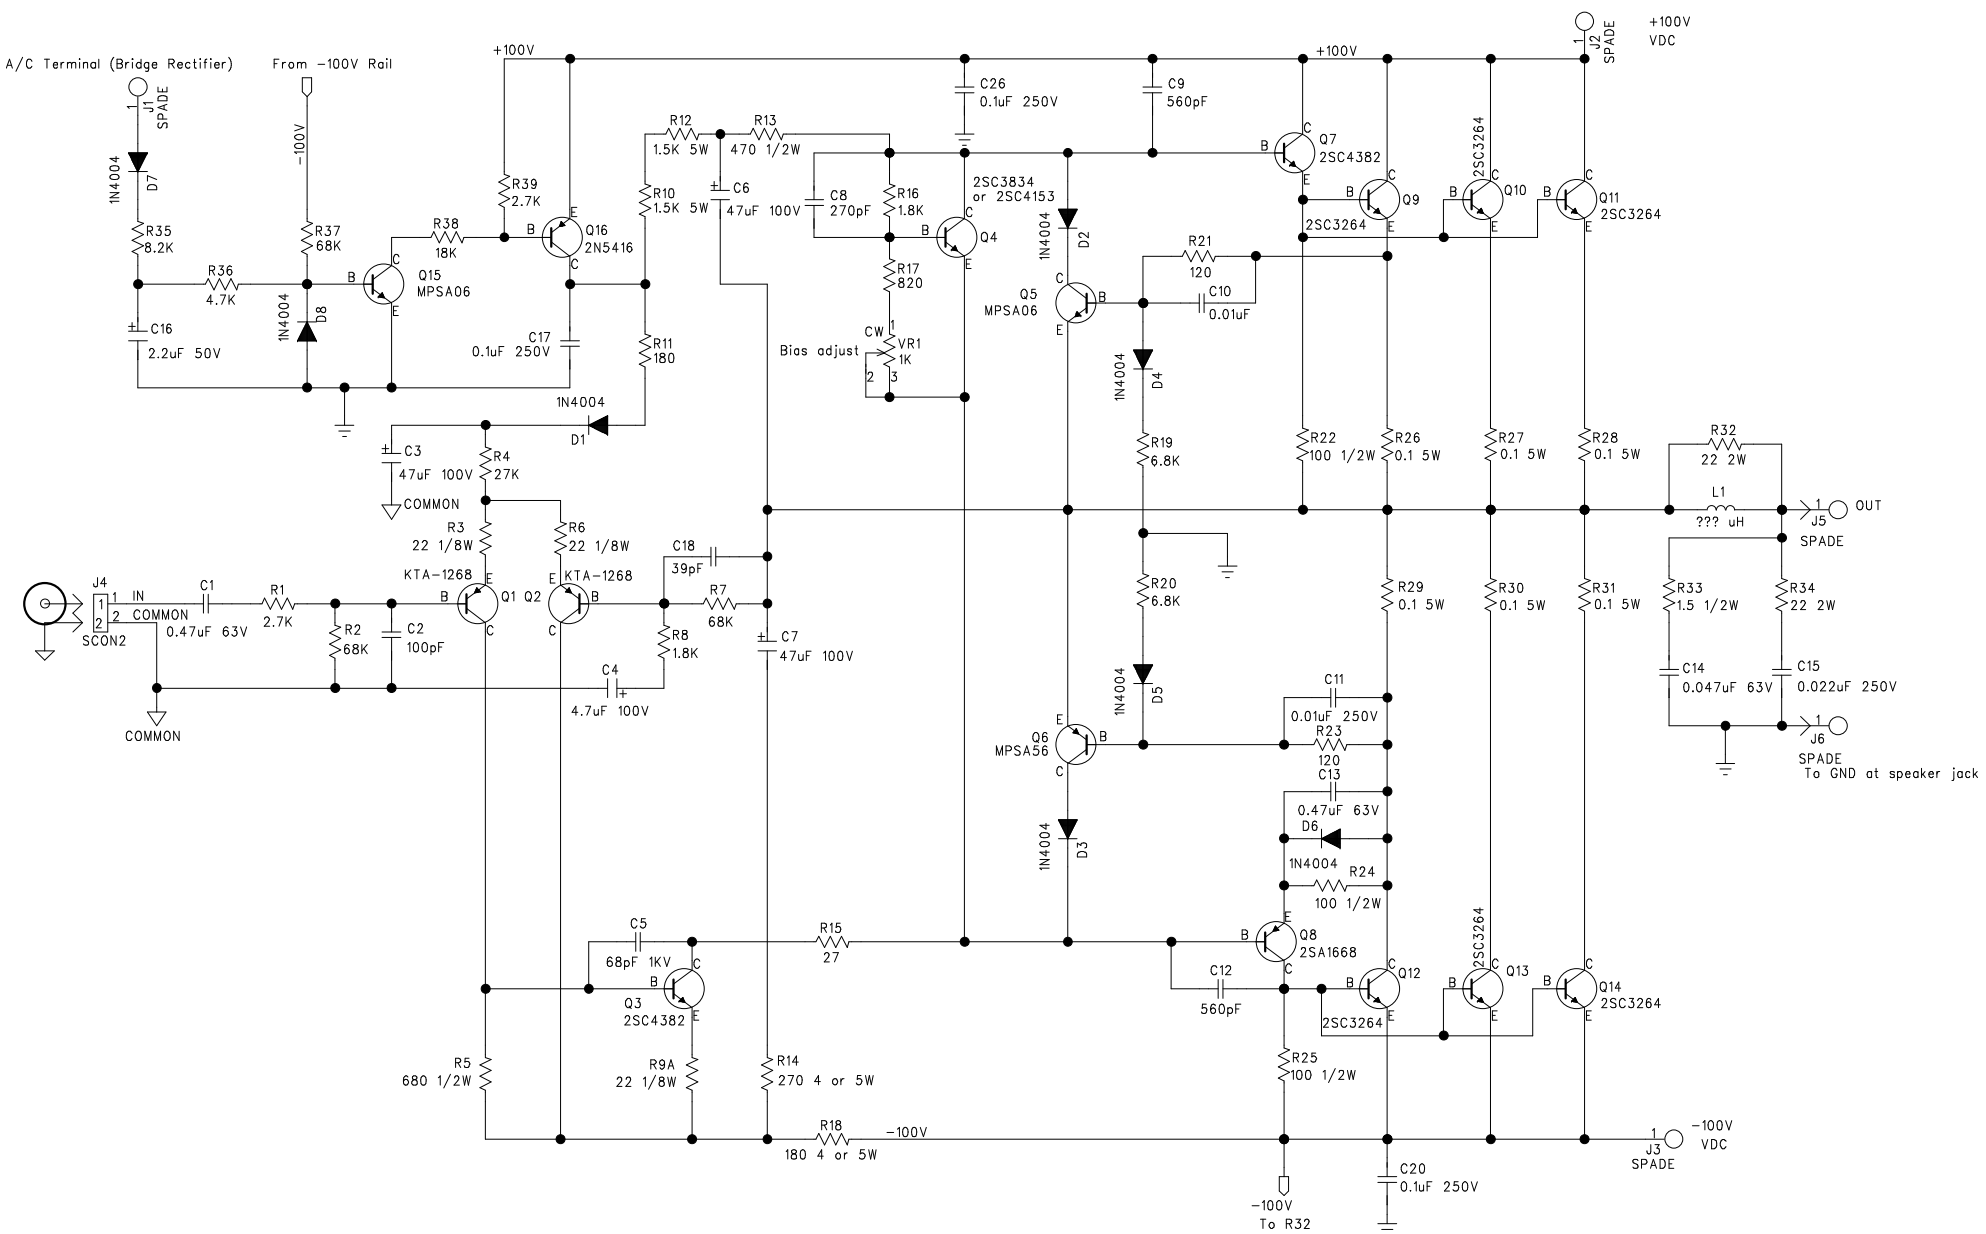 +100V
VDC
J2
SPADE
1
A/C Terminal (Bridge Rectifier)
From -100V Rail
+100V
+100V
1
J1
SPADE
-100V
C26
0.1uF 250V
C9
560pF
1N4004
D7
R12
1.5K 5W
R13
470 1/2W
C
Q7
2SC4382
B
E
2SC3264
R39
2.7K
R10
1.5K 5W
C6
+
47uF 100V
C8
270pF
R16
1.8K
2SC3834
or 2SC4153
C
B
Q4
E
1N4004
D2
B
C
Q9
2SC3264
E
B
C
Q10
E
B
C
Q11
2SC3264
E
R35
8.2K
R37
68K
R38
18K
E
Q16
B
2N5416
C
R36
4.7K
C
Q15
B
MPSA06
E
R17
820
R21
120
C10
0.01uF
C
Q5
B
MPSA06
E
1N4004
D8
+
C16
2.2uF 50V
C17
0.1uF 250V
R11
180
CW
1
VR1
1K
Bias adjust
2
3
1N4004
D4
1N4004
D1
+
C3
47uF 100V
COMMON
R4
27K
R19
6.8K
R22
100 1/2W
R26
0.1 5W
R27
0.1 5W
R28
0.1 5W
R32
22 2W
L1
??? uH
1
J5
OUT
SPADE
R3
22 1/8W
R6
22 1/8W
C18
39pF
KTA-1268
E
Q1
B
C
KTA-1268
E
Q2
B
C
R7
68K
R8
1.8K
+
C7
47uF 100V
J4
1
1
IN
2
2
COMMON
SCON2
C1
0.47uF 63V
R1
2.7K
R2
68K
C2
100pF
C4
+
4.7uF 100V
COMMON
R20
6.8K
R29
0.1 5W
R30
0.1 5W
R31
0.1 5W
R33
1.5 1/2W
R34
22 2W
1N4004
D5
C14
0.047uF 63V
C15
0.022uF 250V
1
J6
SPADE
To GND at speaker jack
C11
0.01uF 250V
R23
120
E
Q6
B
MPSA56
C
C13
0.47uF 63V
D6
1N4004
1N4004
D3
R24
100 1/2W
C5
68pF 1KV
R15
27
E
B
Q8
2SA1668
C
2SC3264
C
B
Q3
2SC4382
E
C12
560pF
B
C
Q12
2SC3264
E
B
C
Q13
E
B
C
Q14
2SC3264
E
R5
680 1/2W
R9A
22 1/8W
R14
270 4 or 5W
R25
100 1/2W
R18
180 4 or 5W
-100V
1
J3
SPADE
-100V
VDC
C20
0.1uF 250V
-100V
To R32